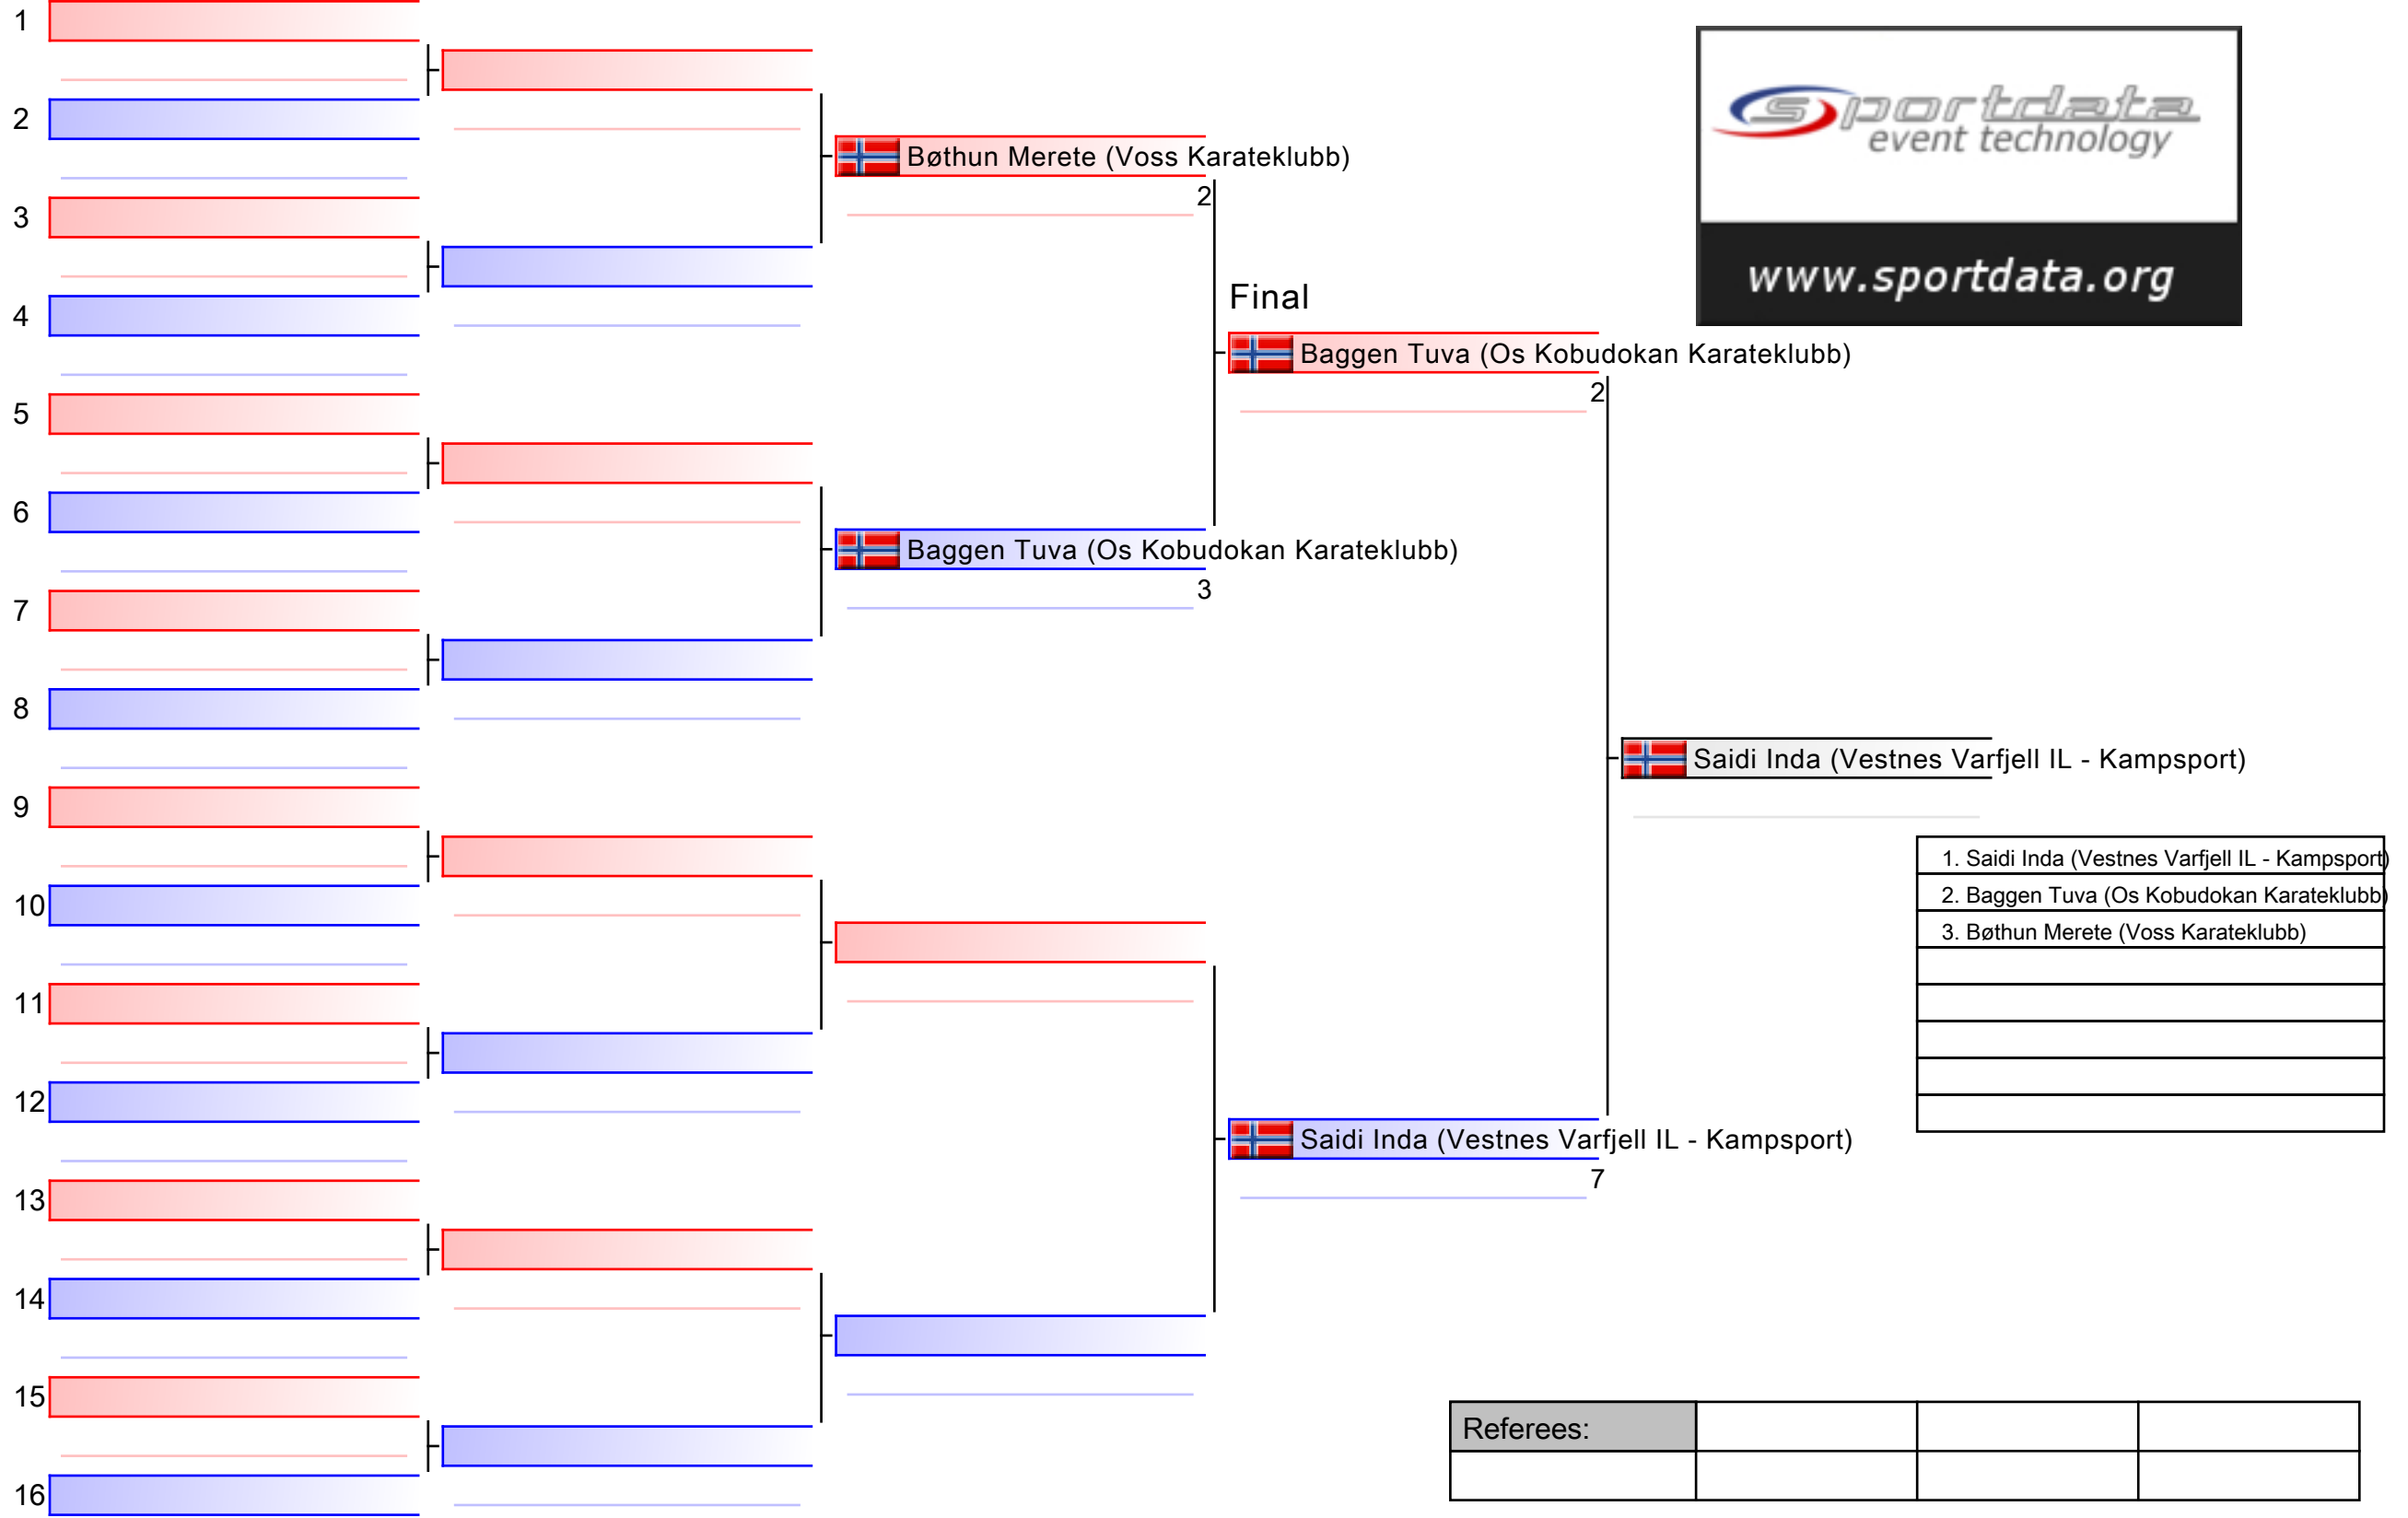 1
2
3
4
5
6
7
8
9
10
11
12
13
14
15
16
Bøthun Merete (Voss Karateklubb)
2
Baggen Tuva (Os Kobudokan Karateklubb)
3
Final
Baggen Tuva (Os Kobudokan Karateklubb)
2
Saidi Inda (Vestnes Varfjell IL - Kampsport)
7
Saidi Inda (Vestnes Varfjell IL - Kampsport)
sportdata
event technology
www.sportdata.org
1. Saidi Inda (Vestnes Varfjell IL - Kampsport)
2. Baggen Tuva (Os Kobudokan Karateklubb)
3. Bøthun Merete (Voss Karateklubb)
Referees: